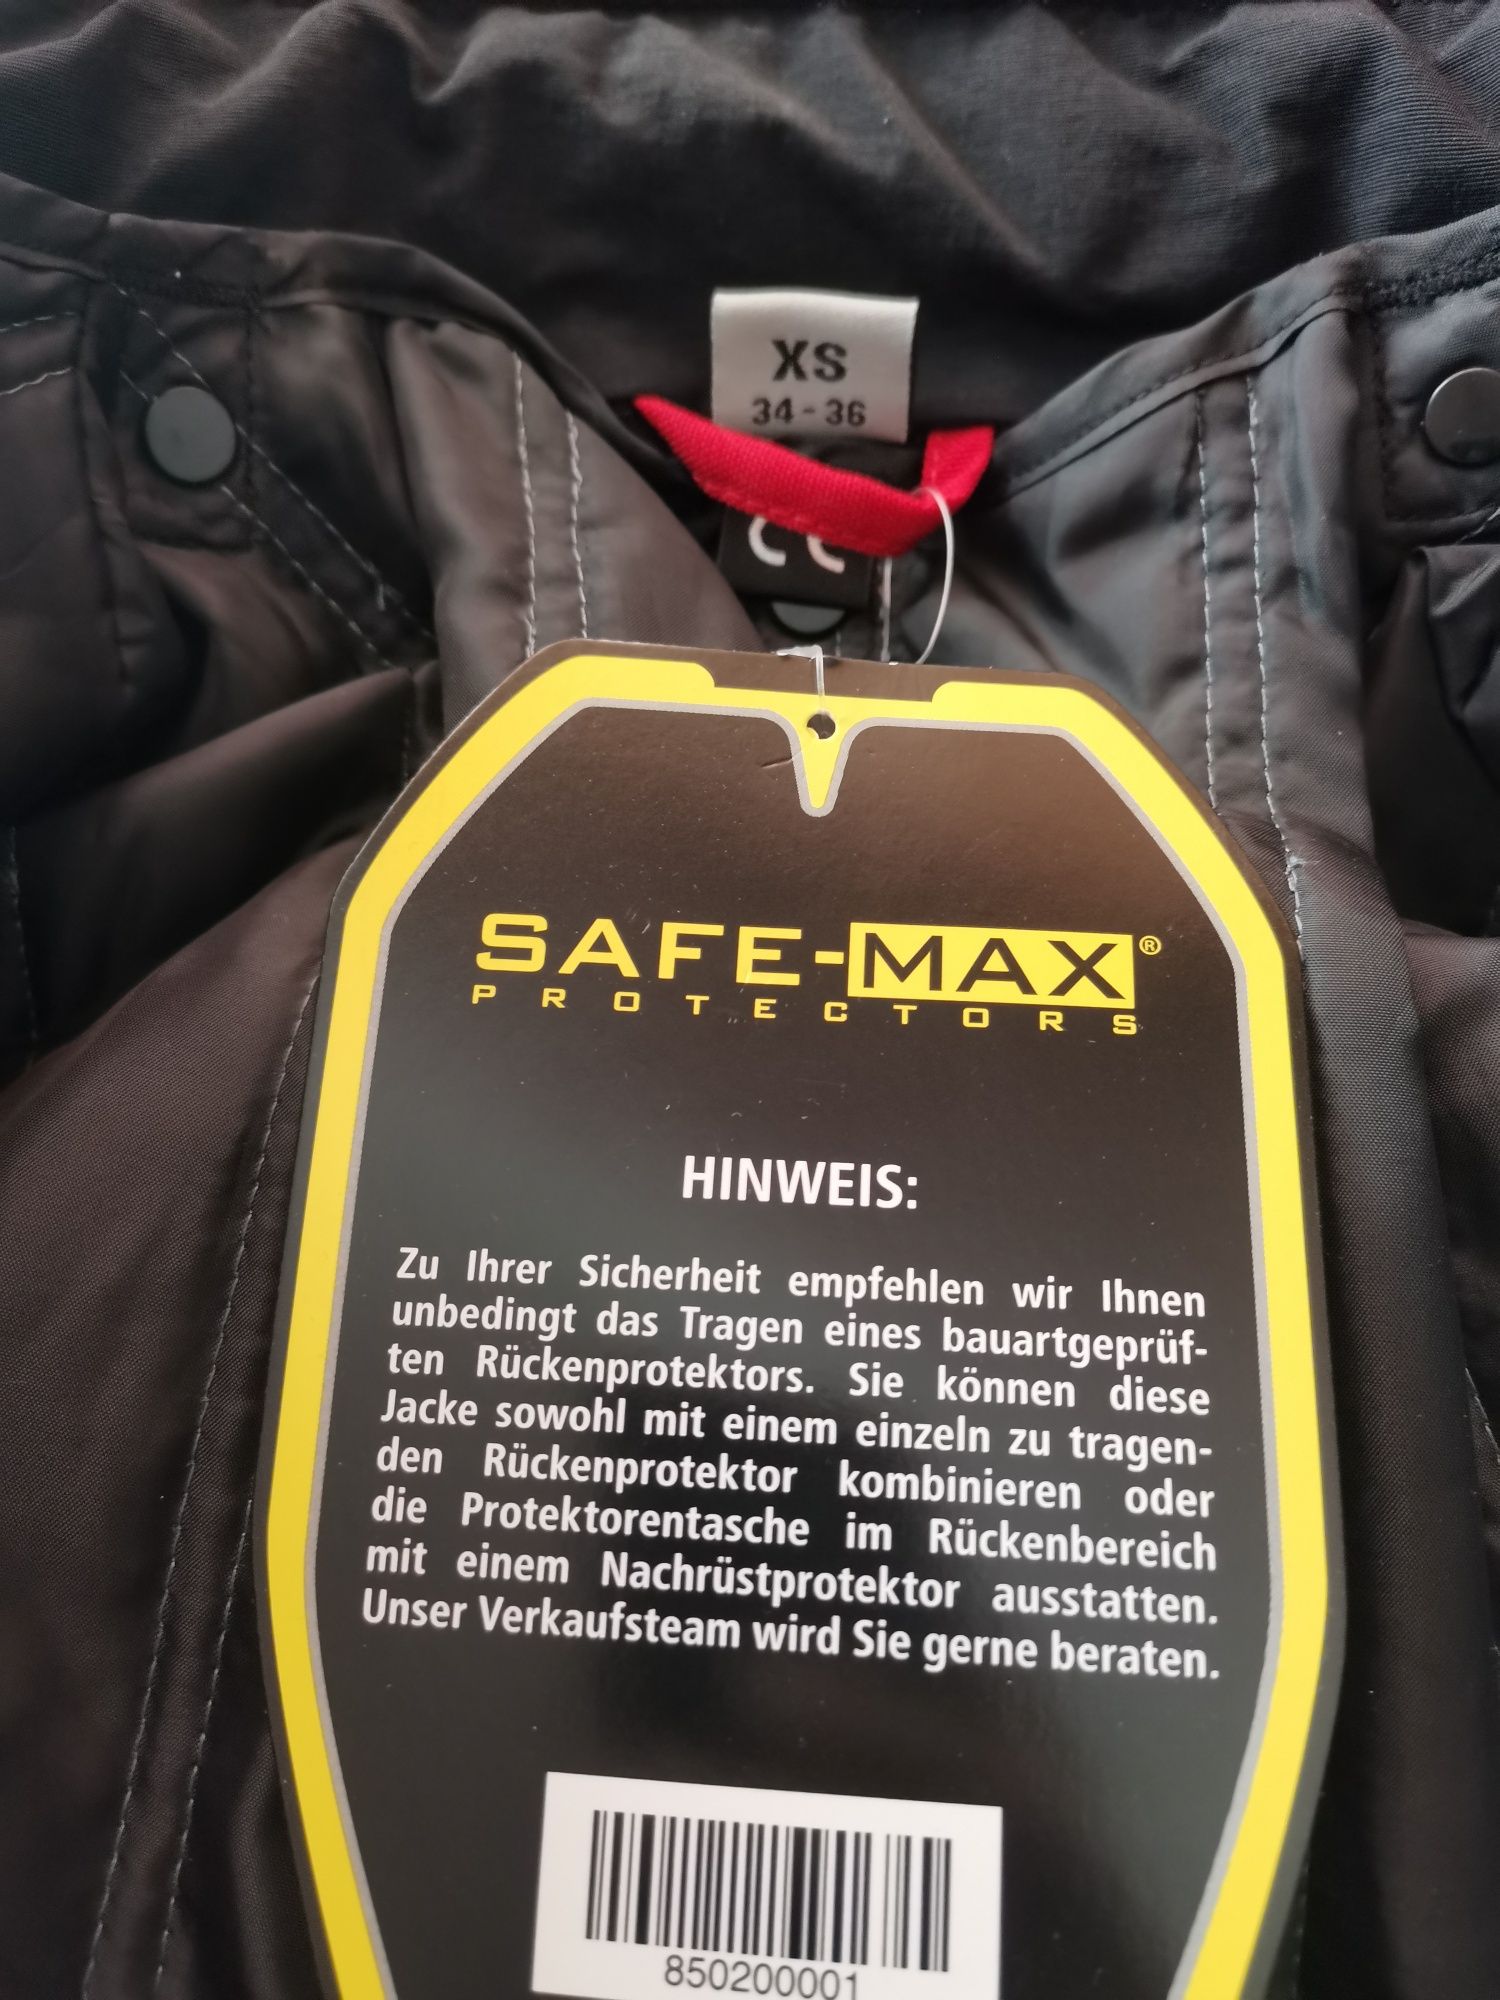 XS
34 - 36
CE
SAFE-MAX®
PROTECTORS
HINWEIS:
Zu Ihrer Sicherheit empfehlen wir Ihnen
unbedingt das Tragen eines bauartgeprüf-
ten Rückenprotektors. Sie können diese
Jacke sowohl mit einem einzeln zu tragen-
den Rückenprotektor kombinieren oder
die Protektorentasche im Rückenbereich
mit einem Nachrüstprotektor ausstatten.
Unser Verkaufsteam wird Sie gerne beraten.
850200001